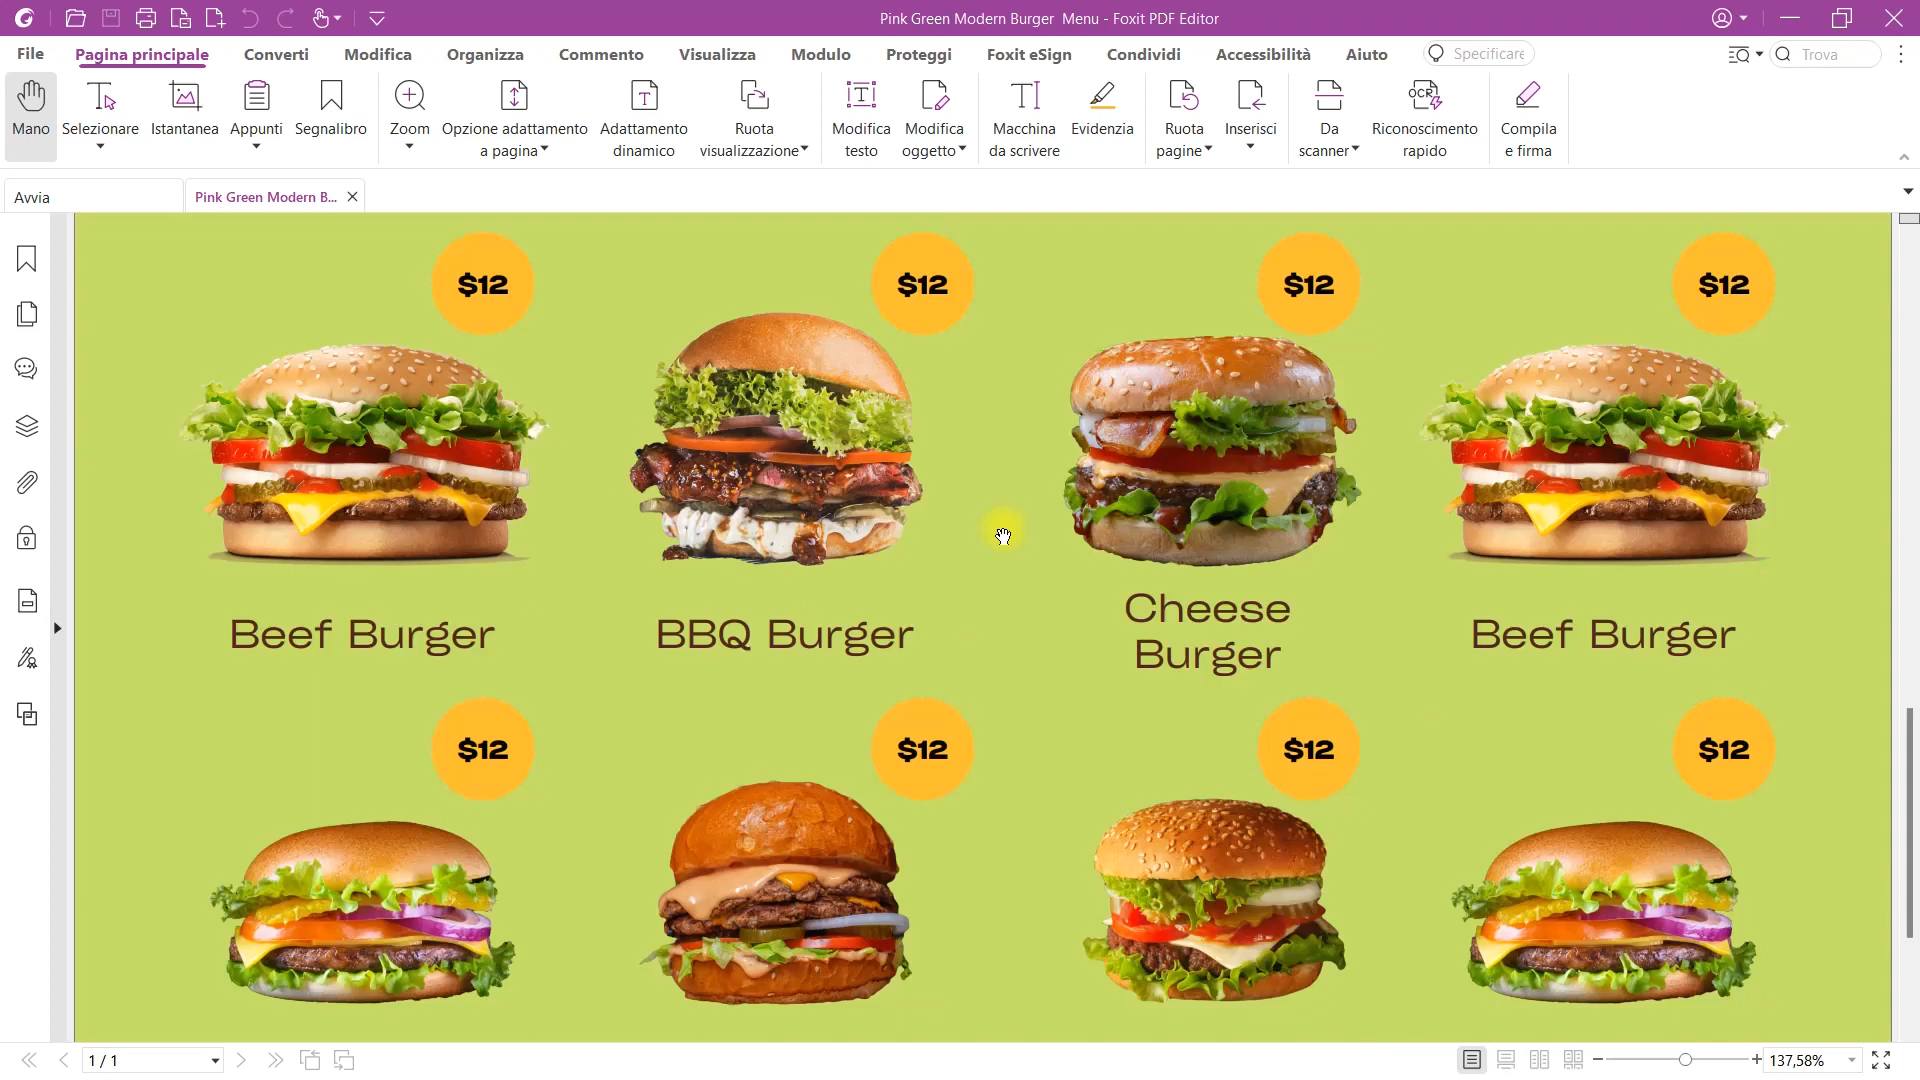 Pink Green Modern Burger  Menu - Foxit PDF Editor
File Pagina principale Converti Modifica Organizza Commento Visualizza Modulo Proteggi Foxit eSign Condividi Accessibilità Aiuto Specificare Trova
Mano Selezionare Istantanea Appunti Segnalibro Zoom Opzione adattamento a pagina Adattamento dinamico Ruota visualizzazione Modifica testo Modifica oggetto Macchina da scrivere Evidenzia Ruota pagine Inserisci Da scanner OCR Riconoscimento rapido Compila e firma
Avvia Pink Green Modern B...
$12 $12 $12 $12
Beef Burger BBQ Burger Cheese Burger Beef Burger
$12 $12 $12 $12
1 / 1 137,58%